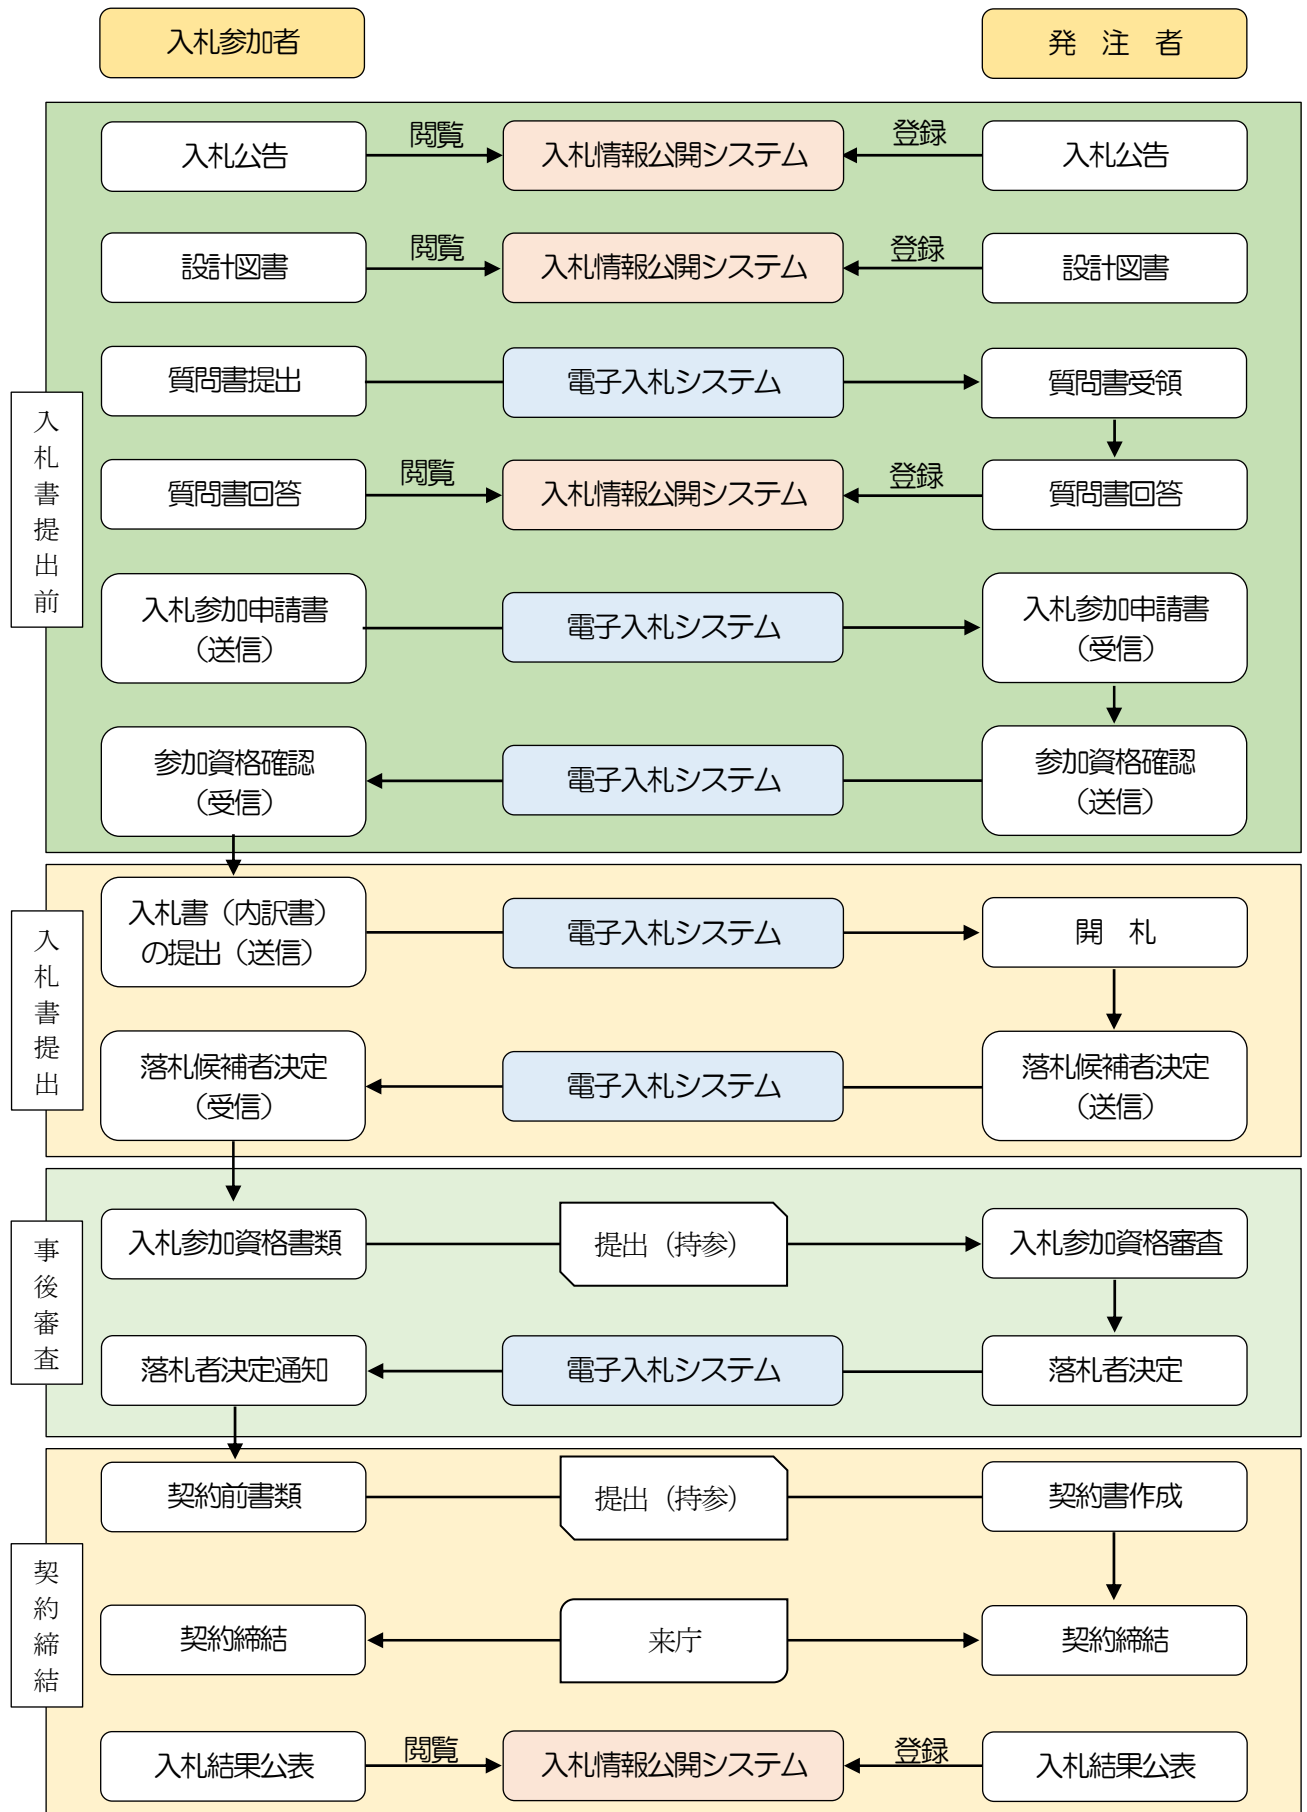 入札参加者
発　注　者
入札公告
閲覧
入札情報公開システム
登録
入札公告
設計図書
閲覧
入札情報公開システム
登録
設計図書
質問書提出
電子入札システム
質問書受領
入札書提出前
質問書回答
閲覧
入札情報公開システム
登録
質問書回答
入札参加申請書
（送信）
電子入札システム
入札参加申請書
（受信）
参加資格確認
（受信）
電子入札システム
参加資格確認
（送信）
入札書提出
入札書（内訳書）
の提出（送信）
電子入札システム
開　札
落札候補者決定
（受信）
電子入札システム
落札候補者決定
（送信）
事後審査
入札参加資格書類
提出（持参）
入札参加資格審査
落札者決定通知
電子入札システム
落札者決定
契約締結
契約前書類
提出（持参）
契約書作成
契約締結
来庁
契約締結
入札結果公表
閲覧
入札情報公開システム
登録
入札結果公表